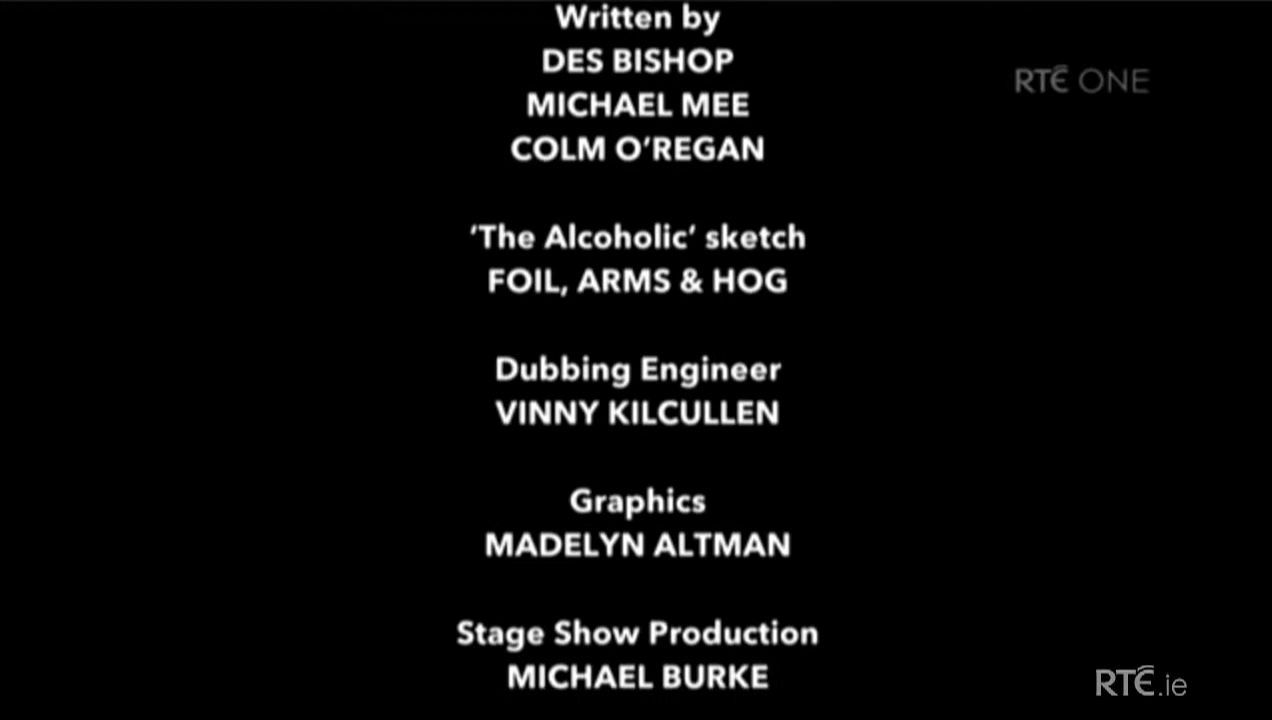 Written by
DES BISHOP
RTÉ ONE
MICHAEL MEE
COLM O'REGAN
‘The Alcoholic‘ sketch
FOIL, ARMS & HOG
Dubbing Engineer
VINNY KILCULLEN
Graphics
MADELYN ALTMAN
Stage Show Production
MICHAEL BURKE
RTÉ.ie